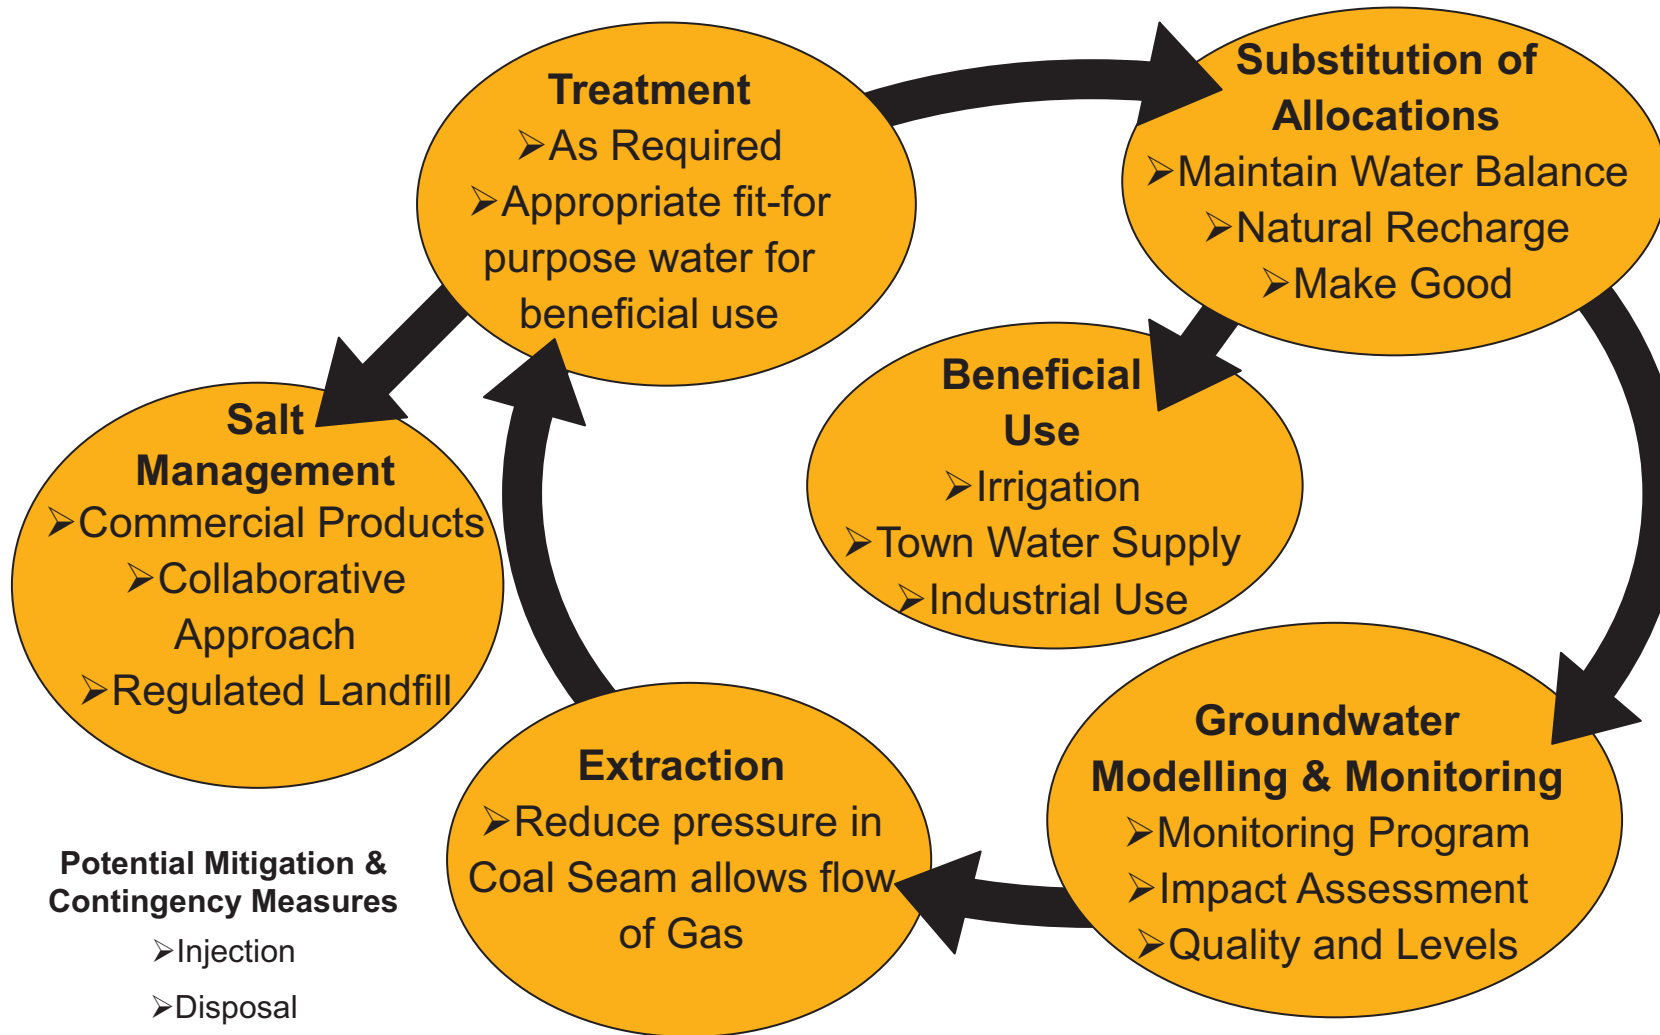 Treatment
➢As Required
➢Appropriate fit-for
purpose water for
beneficial use
Substitution of
Allocations
➢Maintain Water Balance
➢Natural Recharge
➢Make Good
Beneficial
Use
➢Irrigation
➢Town Water Supply
➢Industrial Use
Salt
Management
➢Commercial Products
➢Collaborative
Approach
➢Regulated Landfill
Groundwater
Modelling & Monitoring
➢Monitoring Program
➢Impact Assessment
➢Quality and Levels
Extraction
➢Reduce pressure in
Coal Seam allows flow
of Gas
Potential Mitigation &
Contingency Measures
➢Injection
➢Disposal